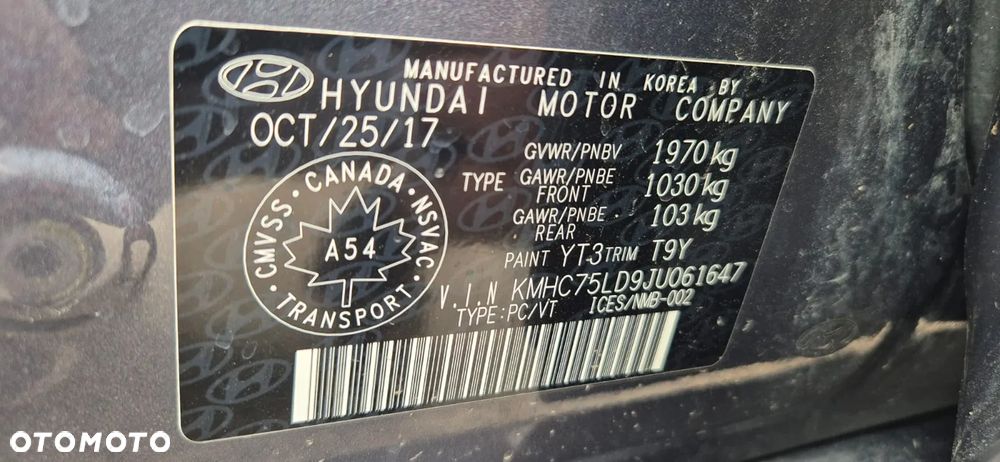 MANUFACTURED IN KOREA BY
HYUNDAI MOTOR COMPANY
OCT/25/17
GVWR/PNBV 1970kg
TYPE GAWR/PNBE FRONT 1030kg
GAWR/PNBE REAR 103kg
PAINT YT3 TRIM T9Y
V.I.N KMHC75LD9JU061647
TYPE:PC/VT ICES/NMB-002
CMVSS · CANADA · NSVAC · TRANSPORT ·
A54
OTOMOTO